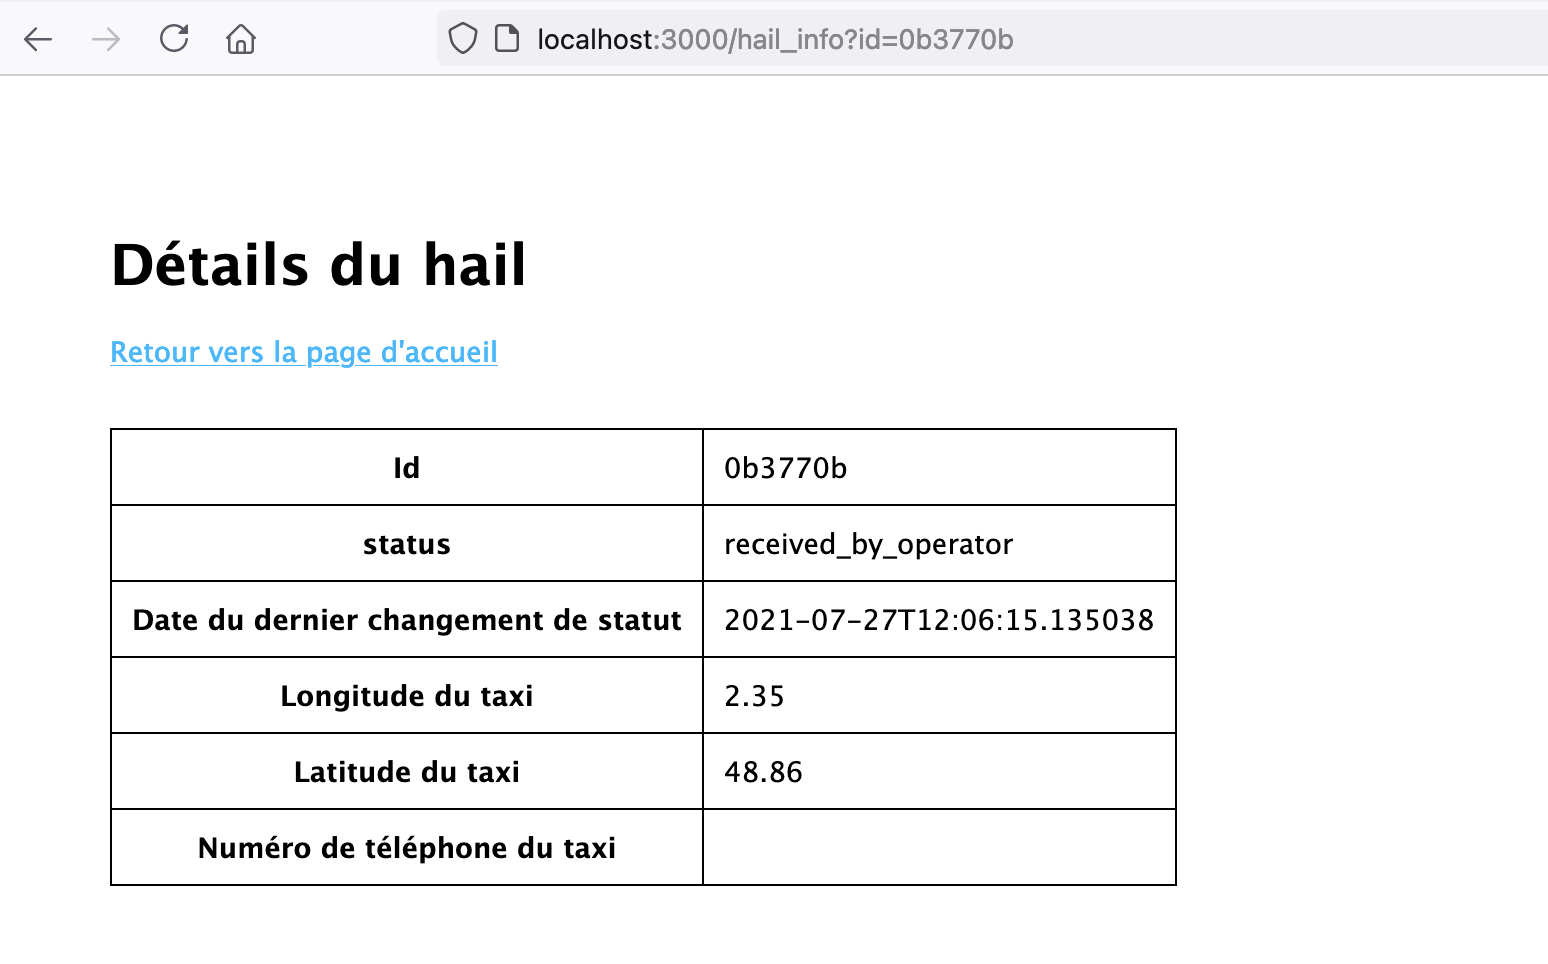 localhost:3000/hail_info?id=0b3770b
Détails du hail
Retour vers la page d'accueil
Id 0b3770b
status received_by_operator
Date du dernier changement de statut 2021-07-27T12:06:15.135038
Longitude du taxi 2.35
Latitude du taxi 48.86
Numéro de téléphone du taxi